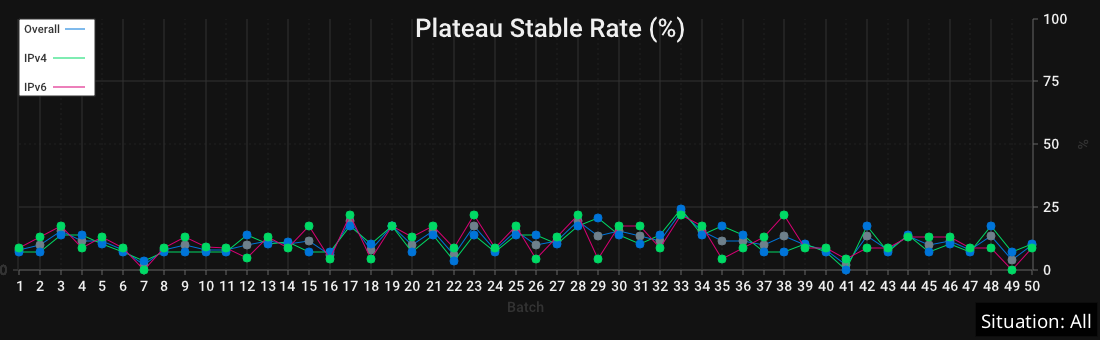 Plateau Stable Rate (%)
Overall
IPv4
IPv6
100
75
50
25
0
%
0
1 2 3 4 5 6 7 8 9 10 11 12 13 14 15 16 17 18 19 20 21 22 23 24 25 26 27 28 29 30 31 32 33 34 35 36 37 38 39 40 41 42 43 44 45 46 47 48 49 50
Batch
Situation: All